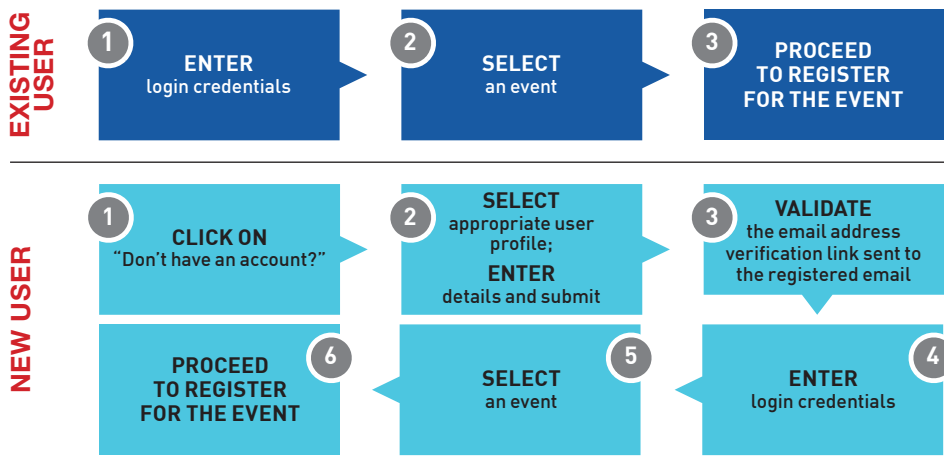 EXISTING
USER
1
ENTER
login credentials
2
SELECT
an event
3
PROCEED
TO REGISTER
FOR THE EVENT
NEW USER
1
CLICK ON
“Don’t have an account?”
2
SELECT
appropriate user
profile;
ENTER
details and submit
3
VALIDATE
the email address
verification link sent to
the registered email
4
ENTER
login credentials
5
SELECT
an event
6
PROCEED
TO REGISTER
FOR THE EVENT